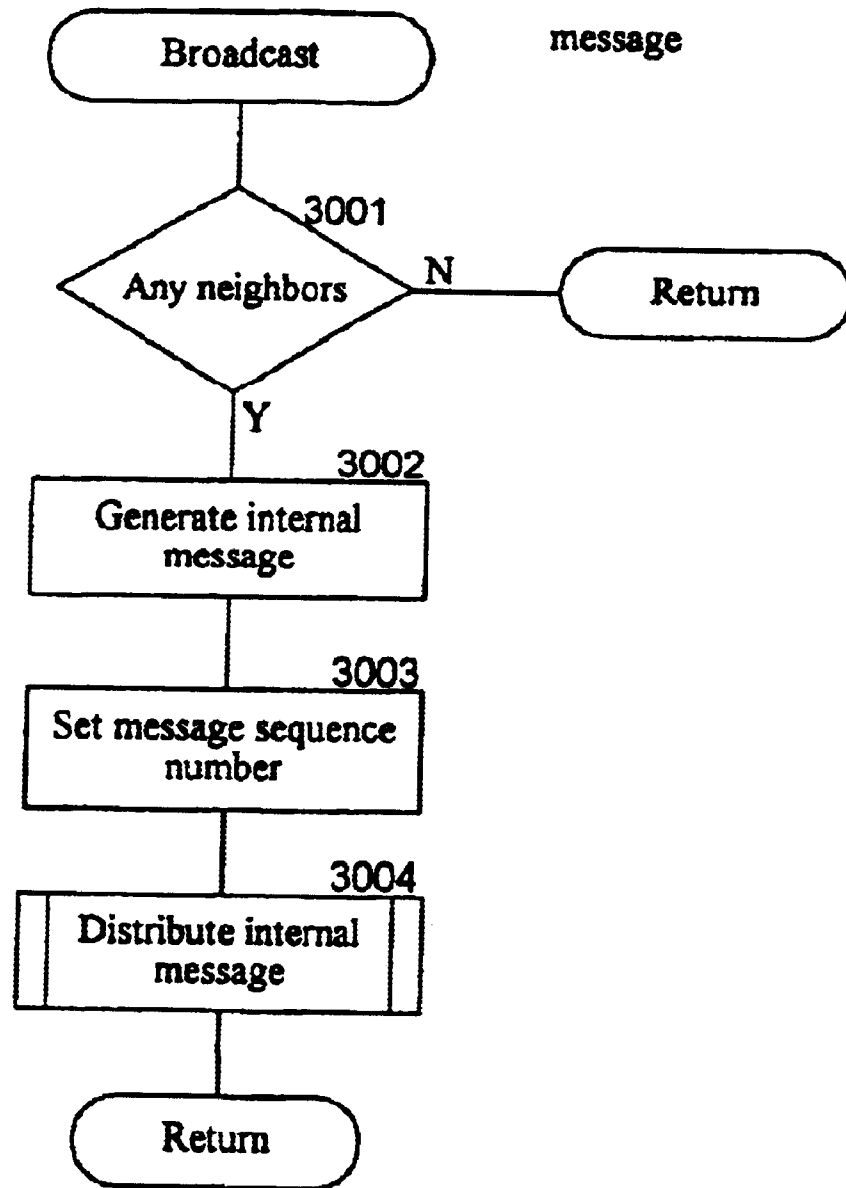 Broadcast
message
3001
Any neighbors
N
Return
Y
3002
Generate internal
message
3003
Set message sequence
number
3004
Distribute internal
message
Return